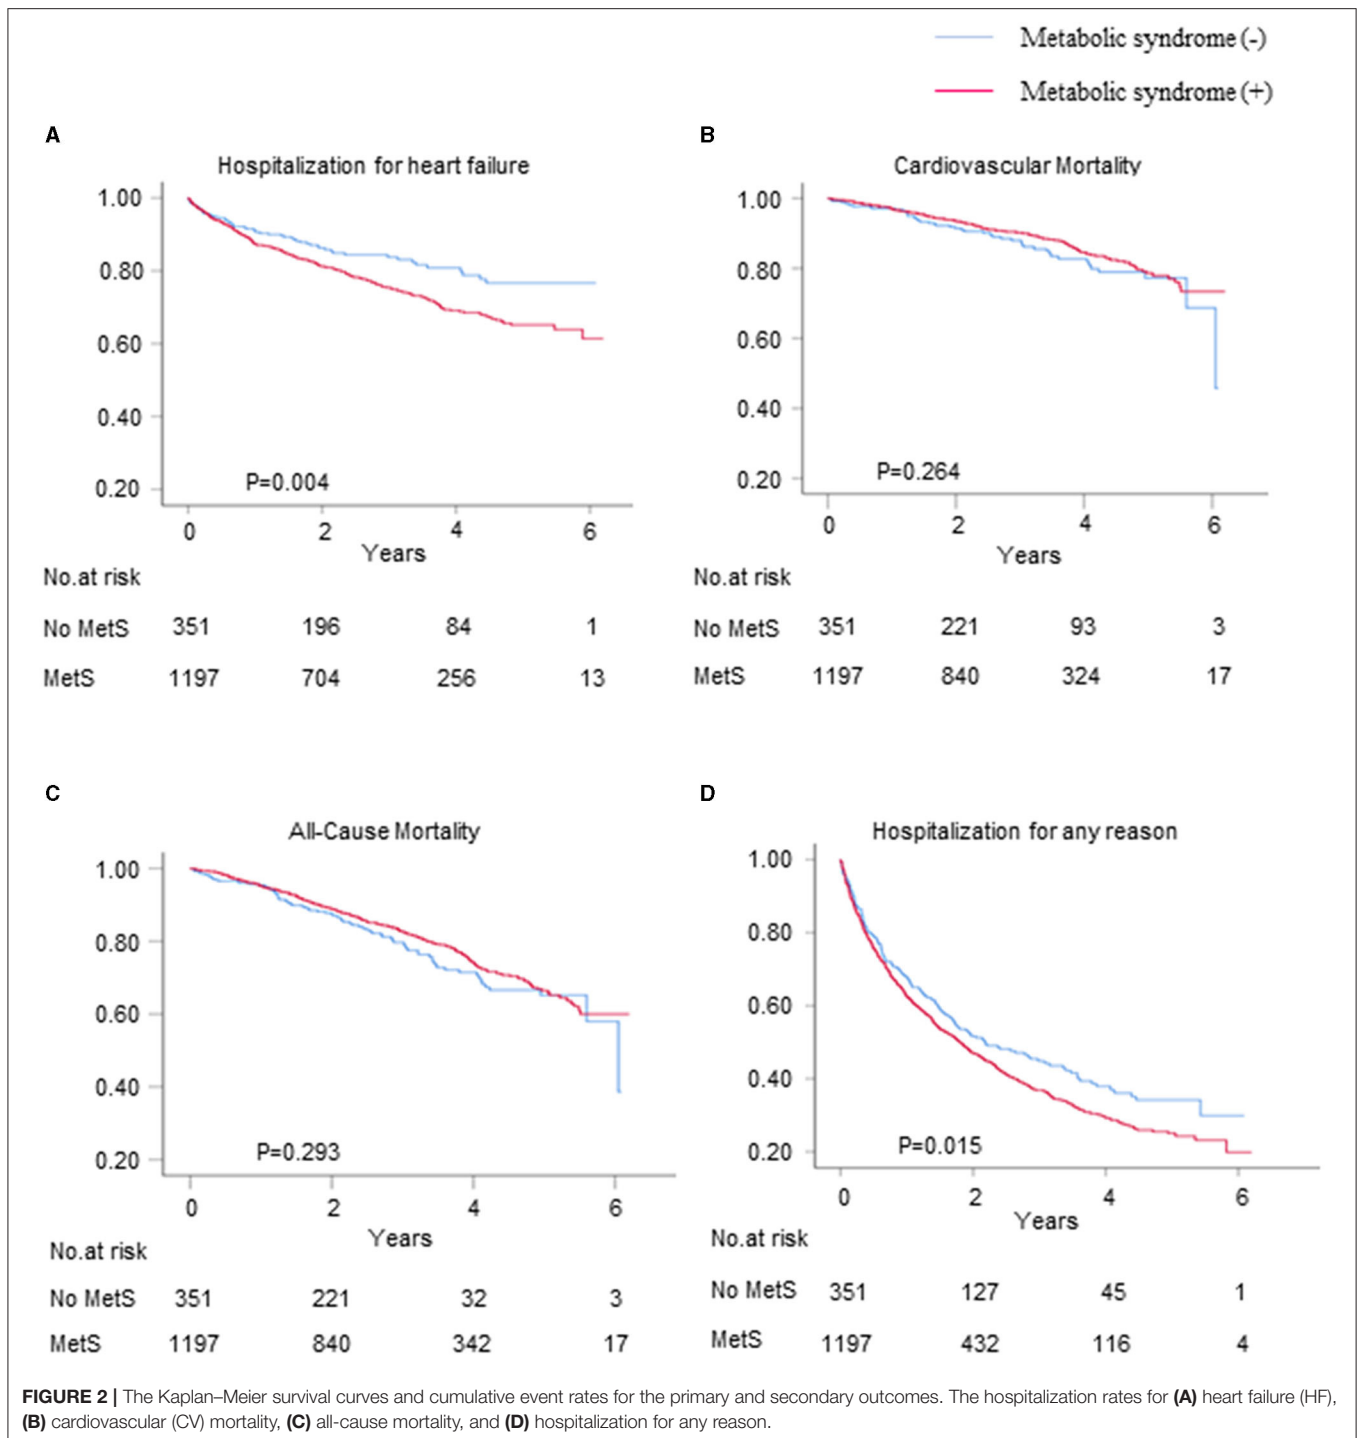 Metabolic syndrome (-)
Metabolic syndrome (+)
A
Hospitalization for heart failure
1.00
0.80
0.60
0.40
0.20
P=0.004
0 2 4 6
Years
No.at risk
No MetS 351 196 84 1
MetS 1197 704 256 13
B
Cardiovascular Mortality
1.00
0.80
0.60
0.40
0.20
P=0.264
0 2 4 6
Years
No.at risk
No MetS 351 221 93 3
MetS 1197 840 324 17
C
All-Cause Mortality
1.00
0.80
0.60
0.40
0.20
P=0.293
0 2 4 6
Years
No.at risk
No MetS 351 221 32 3
MetS 1197 840 342 17
D
Hospitalization for any reason
1.00
0.80
0.60
0.40
0.20
P=0.015
0 2 4 6
Years
No.at risk
No MetS 351 127 45 1
MetS 1197 432 116 4
FIGURE 2 | The Kaplan–Meier survival curves and cumulative event rates for the primary and secondary outcomes. The hospitalization rates for (A) heart failure (HF),
(B) cardiovascular (CV) mortality, (C) all-cause mortality, and (D) hospitalization for any reason.